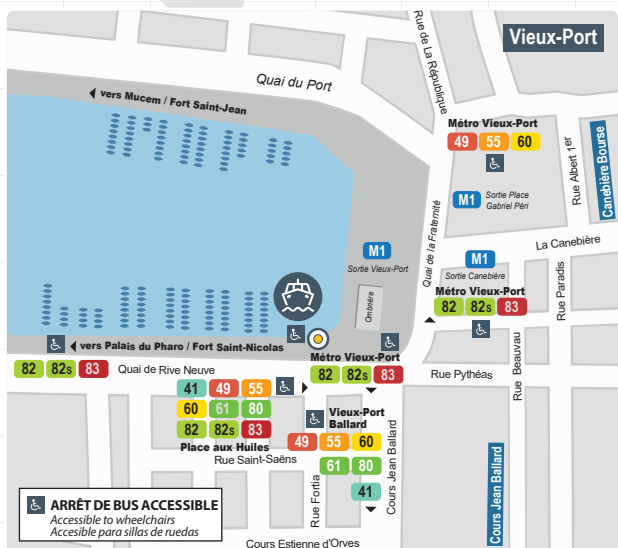 Vieux-Port
Rue de La République
Quai du Port
vers Mucem / Fort Saint-Jean
Métro Vieux-Port
49 55 60
Rue Albert 1er
Canebière Bourse
M1 Sortie Place
Gabriel Péri
Quai de la Fraternité
La Canebière
M1
Sortie Vieux-Port
M1
Sortie Canebière
Rue Paradis
Métro Vieux-Port
82 82s 83
Ombrière
vers Palais du Pharo / Fort Saint-Nicolas
Rue Beauvau
Métro Vieux-Port
82 82s 83
82 82s 83
Quai de Rive Neuve
Rue Pythéas
41 49 55
60 61 80
82 82s 83
Place aux Huiles
Vieux-Port
Ballard
49 55 60
61 80
41
Rue Saint-Saëns
Rue Fortia
Cours Jean Ballard
Cours Jean Ballard
ARRÊT DE BUS ACCESSIBLE
Accessible to wheelchairs
Accesible para sillas de ruedas
Cours Estienne d'Orves